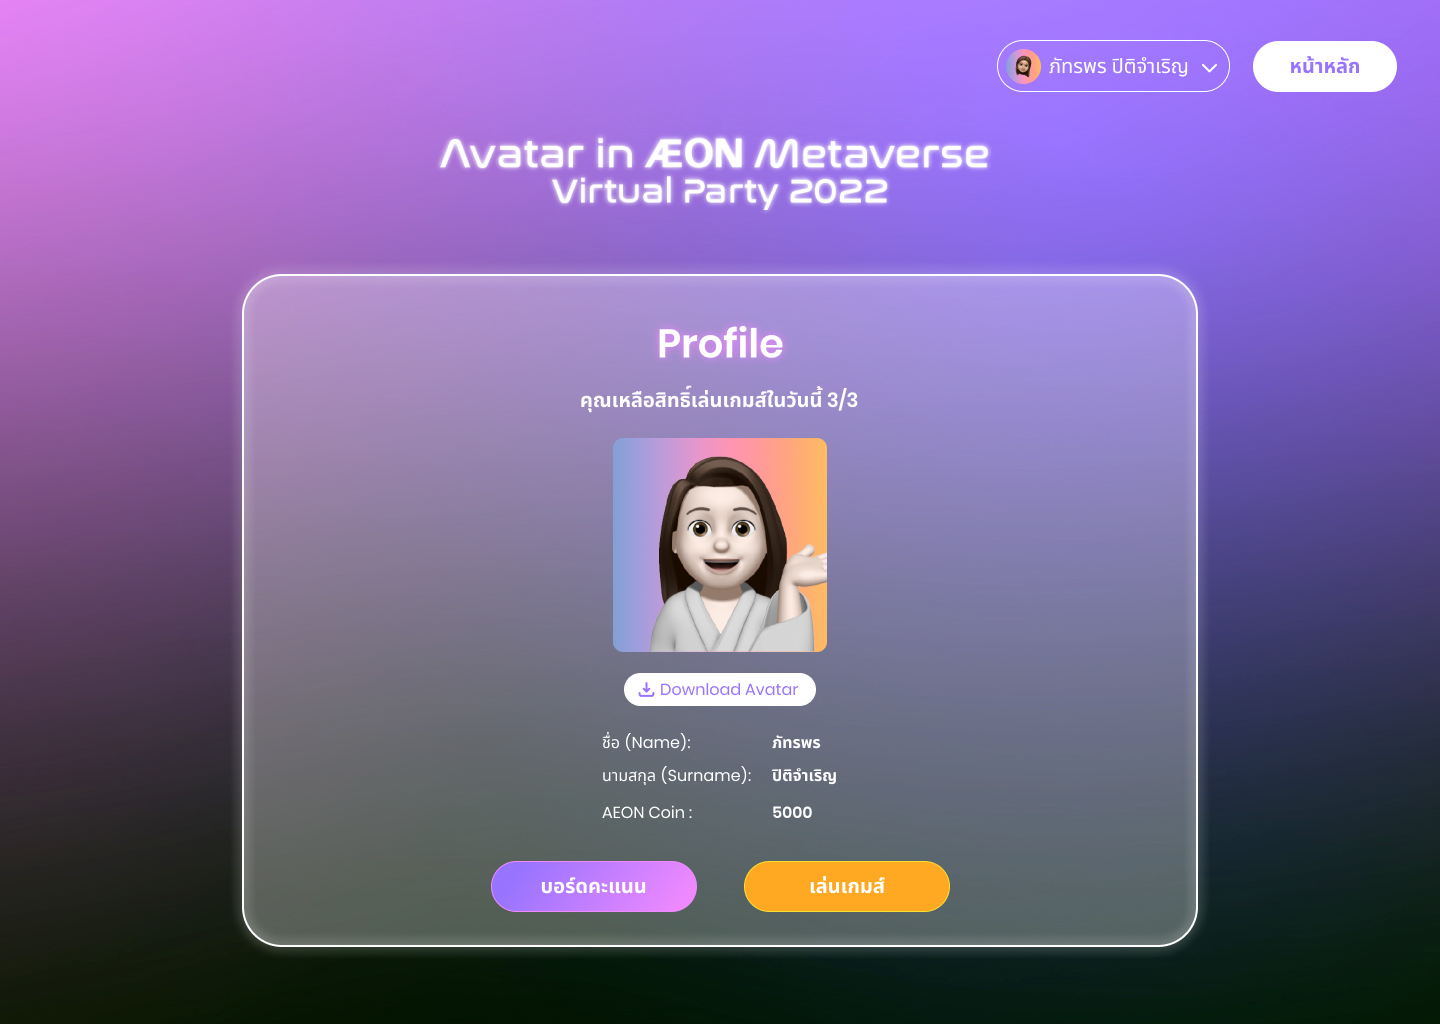 ภัทรพร ปิติจำเริญ
หน้าหลัก
Avatar in ÆON Metaverse
Virtual Party 2022
Profile
คุณเหลือสิทธิ์เล่นเกมส์ในวันนี้ 3/3
Download Avatar
ชื่อ (Name): ภัทรพร
นามสกุล (Surname): ปิติจำเริญ
AEON Coin : 5000
บอร์ดคะแนน
เล่นเกมส์